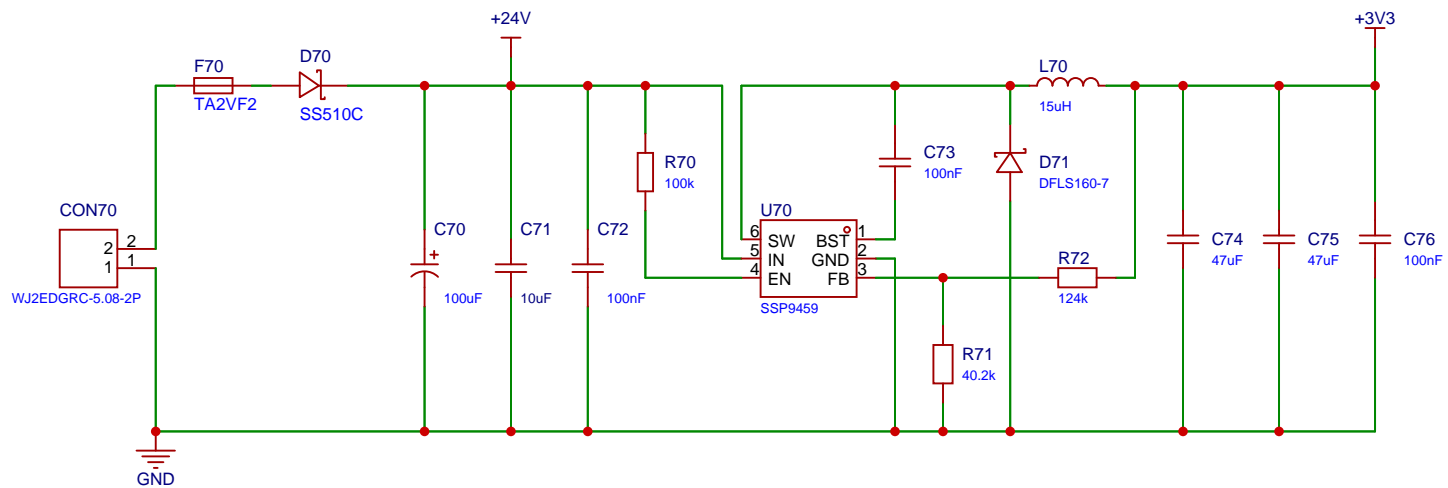 +24V
+3V3
F70
TA2VF2
D70
SS510C
L70
15uH
R70
100k
C73
100nF
D71
DFLS160-7
CON70
2 2
1 1
WJ2EDGRC-5.08-2P
C70
+
100uF
C71
10uF
C72
100nF
U70
6 SW BST 1
5 IN GND 2
4 EN FB 3
SSP9459
R72
124k
C74
47uF
C75
47uF
C76
100nF
R71
40.2k
GND